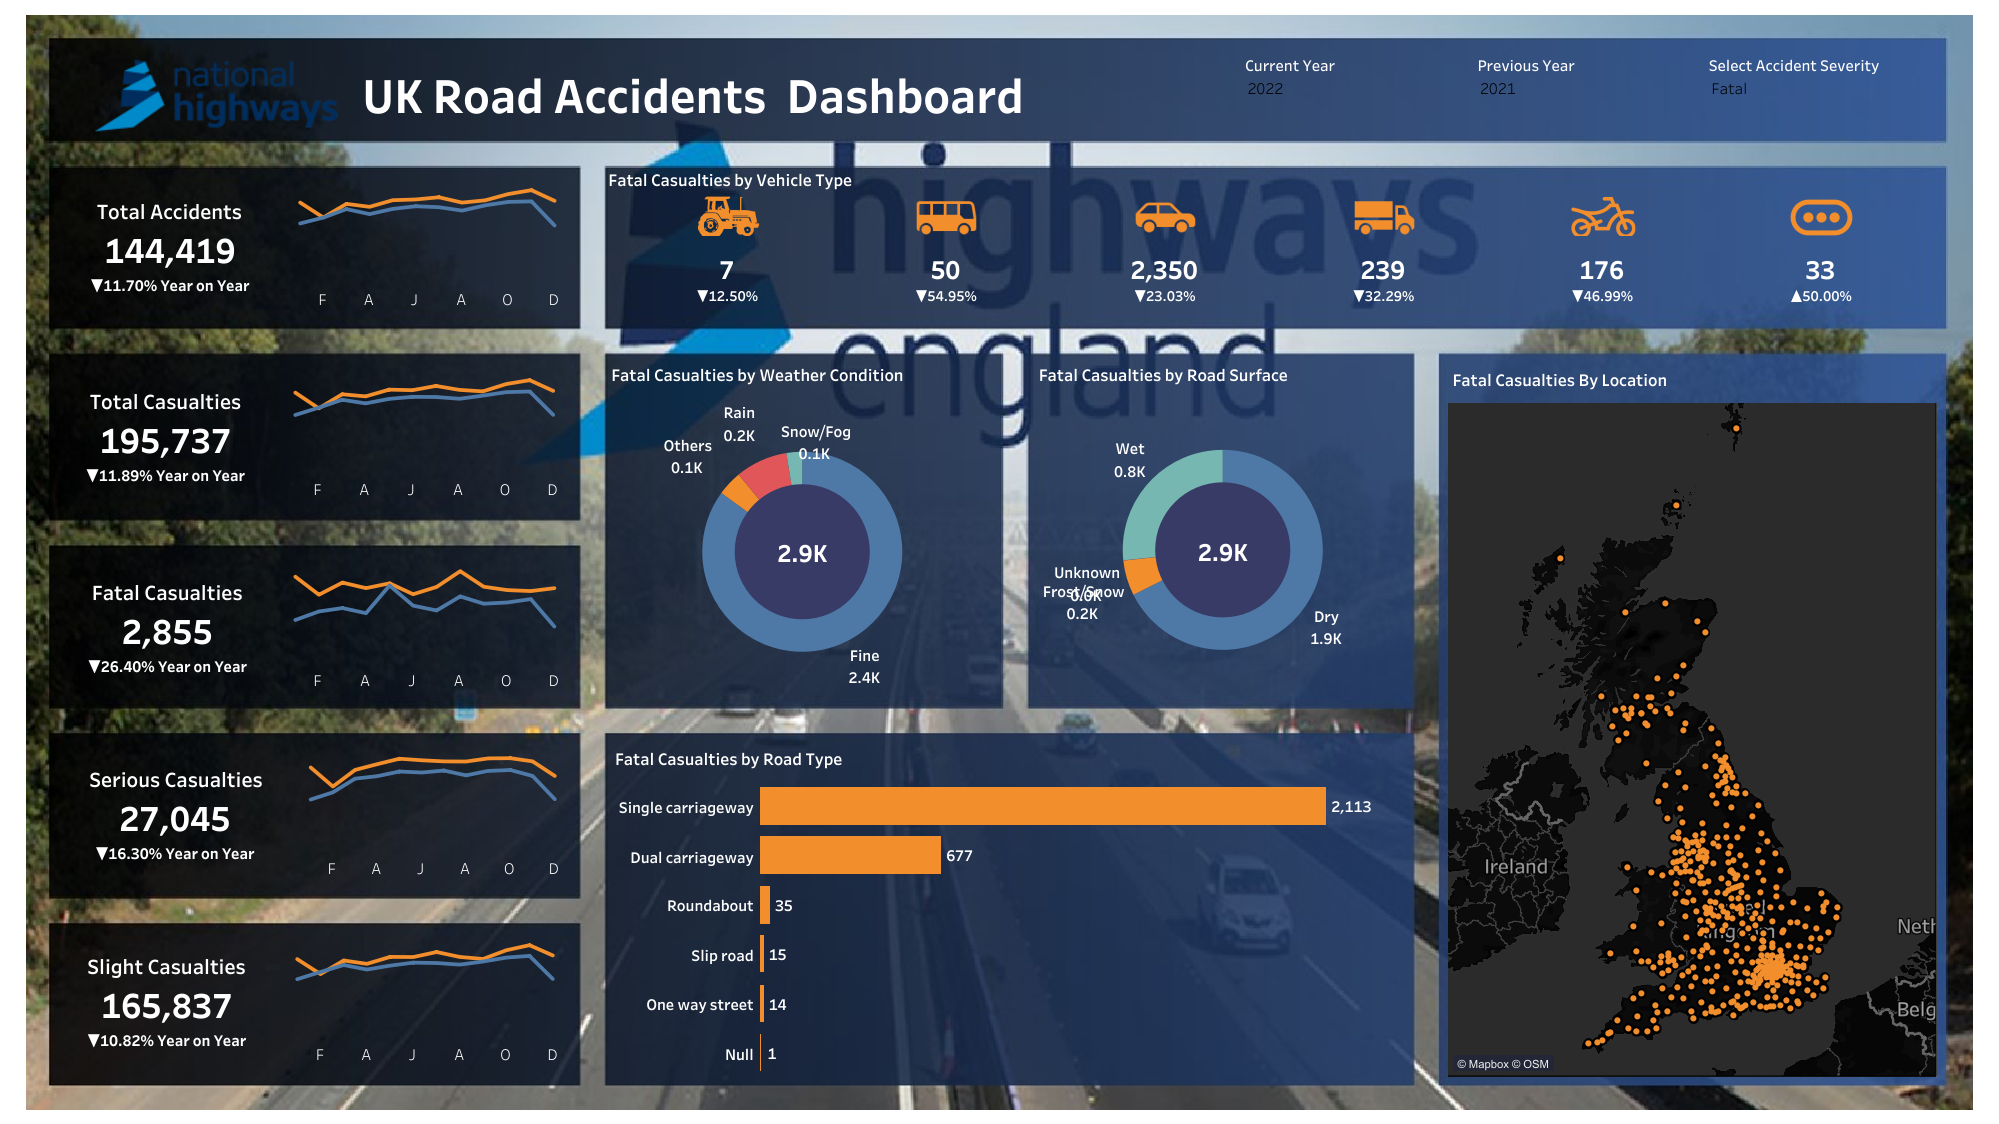 national
highways
UK Road Accidents Dashboard
Current Year
2022
Previous Year
2021
Select Accident Severity
Fatal
highways
england
Total Accidents
144,419
▼11.70% Year on Year
F A J A O D
Total Casualties
195,737
▼11.89% Year on Year
F A J A O D
Fatal Casualties
2,855
▼26.40% Year on Year
F A J A O D
Serious Casualties
27,045
▼16.30% Year on Year
F A J A O D
Slight Casualties
165,837
▼10.82% Year on Year
F A J A O D
Fatal Casualties by Vehicle Type
7
▼12.50%
50
▼54.95%
2,350
▼23.03%
239
▼32.29%
176
▼46.99%
33
▲50.00%
Fatal Casualties by Weather Condition
Rain
0.2K
Snow/Fog
0.1K
Others
0.1K
2.9K
Fine
2.4K
Fatal Casualties by Road Surface
Wet
0.8K
2.9K
Unknown
0.0K
Frost/Snow
0.2K
Dry
1.9K
Fatal Casualties by Road Type
Single carriageway 2,113
Dual carriageway 677
Roundabout 35
Slip road 15
One way street 14
Null 1
Fatal Casualties By Location
Ireland
Neth
Belg
© Mapbox © OSM